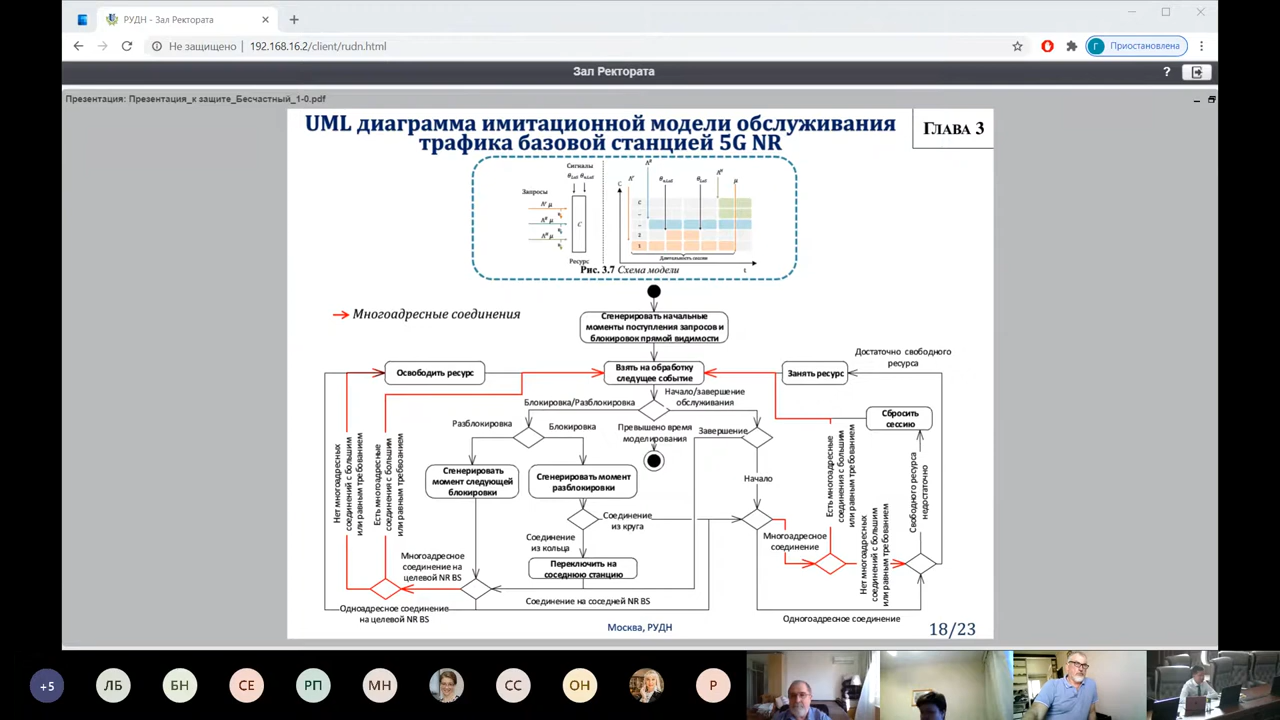 РУДН - Зал Ректората
Не защищено
192.168.16.2/client/rudn.html
Г
Приостановлена
Зал Ректората
?
Презентация: Презентация_к защите_Бесчастный_1-0.pdf
UML диаграмма имитационной модели обслуживания
трафика базовой станцией 5G NR
ГЛАВА 3
Сигналы
Запросы
C
Ресурс
C
2
1
Длительность сессии
t
Рис. 3.7 Схема модели
Многоадресные соединения
Сгенерировать начальные
моменты поступления запросов и
блокировок прямой видимости
Освободить ресурс
Взять на обработку
следущее событие
Занять ресурс
Достаточно свободного
ресурса
Блокировка/Разблокировка
Начало/завершение
обслуживания
Сбросить
сессию
Разблокировка
Блокировка
Превышено время
моделирования
Завершение
Сгенерировать
момент следующей
блокировки
Сгенерировать момент
разблокировки
Начало
Нет многоадресных
соединений с большим
или равным требованием
Есть многоадресные
соединения с большим
или равным требвоанием
Соединение
из круга
Соединение
из кольца
Многоадресное
соединение
Есть многоадресные
соединения с большим
или равным требованием
Нет многоадресных
соединений с большим
или равным требованием
Свободного ресурса
недостаточно
Многоадресное
соединение на
целевой NR BS
Переключить на
соседнюю станцию
Соединение на соседней NR BS
Одноадресное соединение
на целевой NR BS
Одногоадресное соединение
Москва, РУДН
18/23
+5
ЛБ
БН
СЕ
РП
МН
СС
ОН
Р